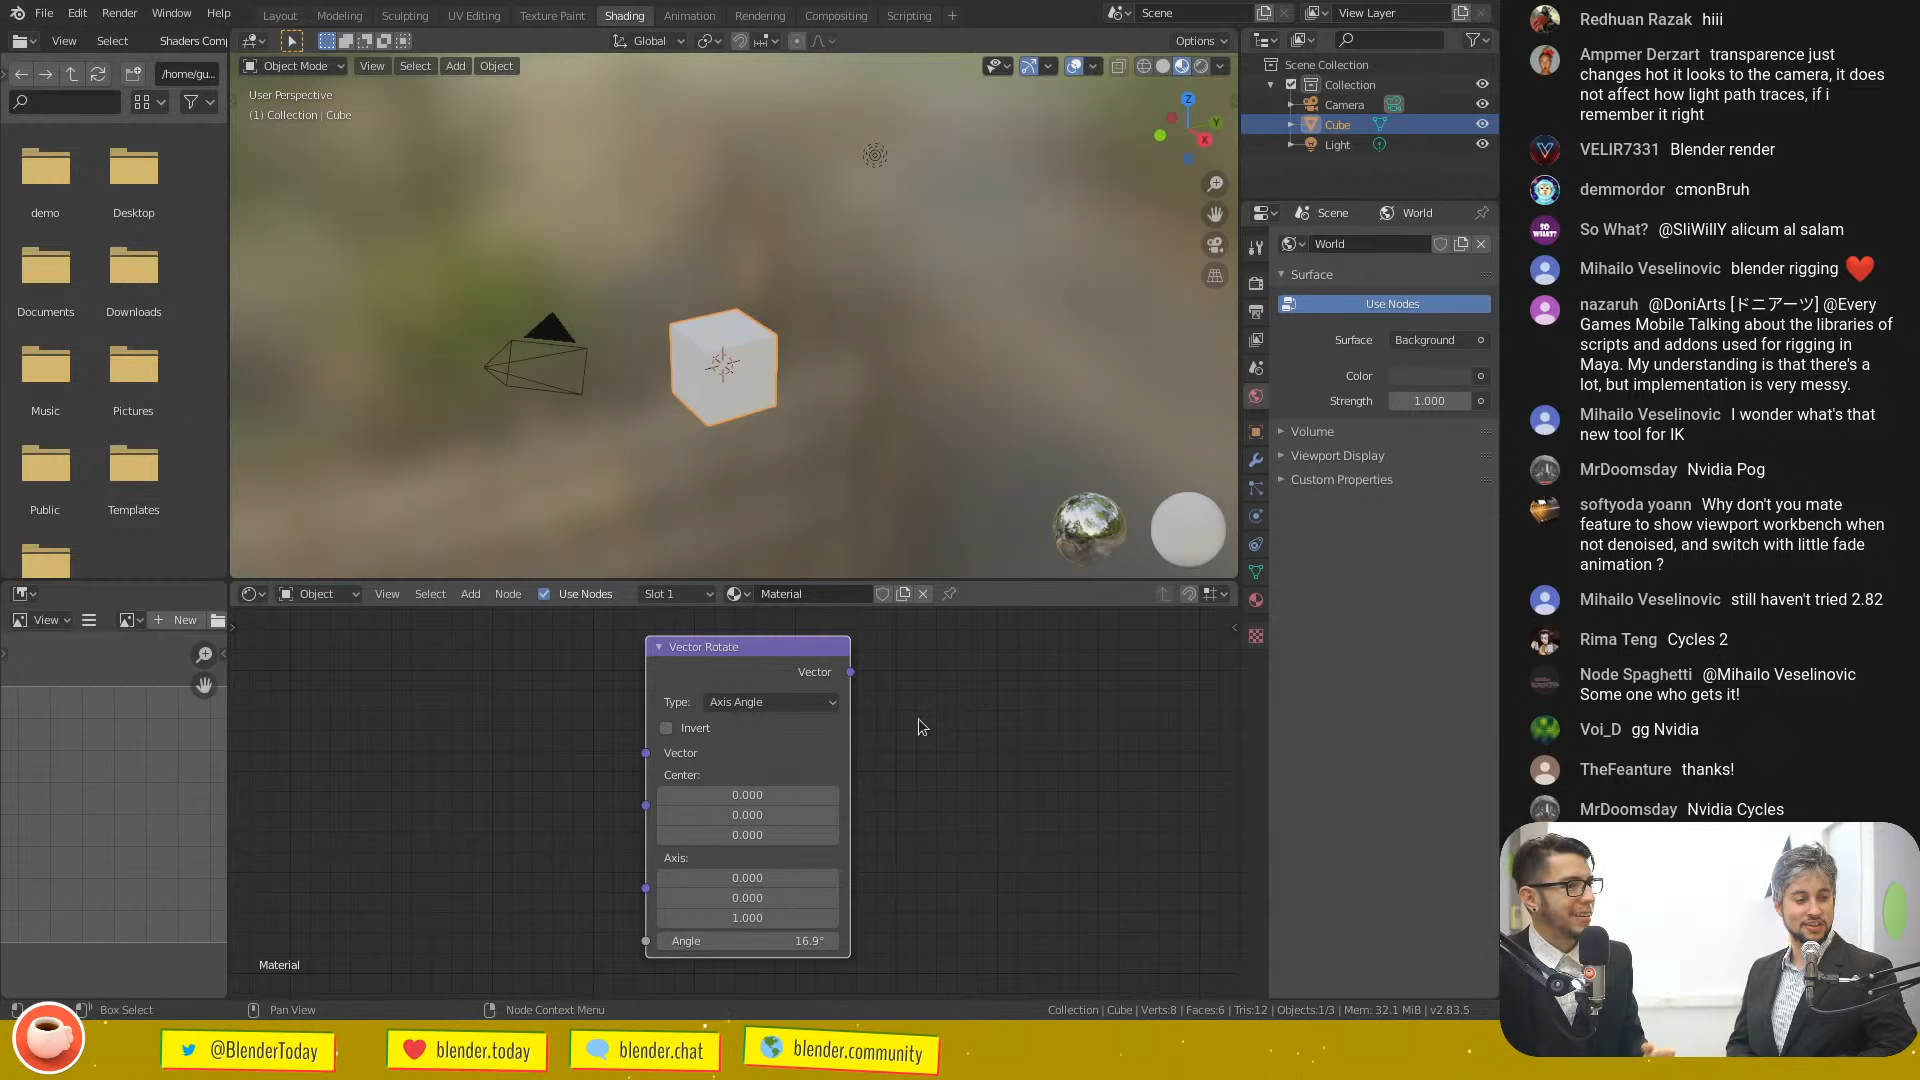 File Edit Render Window Help
Layout Modeling Sculpting UV Editing Texture Paint Shading Animation Rendering Compositing Scripting +
Scene
View Layer
View Select Shaders Comp
Global
Options
/home/gu...
Object Mode View Select Add Object
User Perspective
(1) Collection | Cube
Z
Y
X
demo Desktop
Documents Downloads
Music Pictures
Public Templates
Scene Collection
Collection
Camera
Cube
Light
Scene World
World
Surface
Use Nodes
Surface Background
Color
Strength 1.000
Volume
Viewport Display
Custom Properties
View New
Object View Select Add Node Use Nodes Slot 1 Material
Vector Rotate
Vector
Type: Axis Angle
Invert
Vector
Center:
0.000
0.000
0.000
Axis:
0.000
0.000
1.000
Angle 16.9°
Material
Box Select Pan View Node Context Menu
Collection | Cube | Verts:8 | Faces:6 | Tris:12 | Objects:1/3 | Mem: 32.1 MiB | v2.83.5
Redhuan Razak hiii
Ampmer Derzart transparence just
changes hot it looks to the camera, it does
not affect how light path traces, if i
remember it right
VELIR7331 Blender render
demmordor cmonBruh
SO WHAT?
So What? @SliWillY alicum al salam
Mihailo Veselinovic blender rigging ❤️
nazaruh @DoniArts [ドニアーツ] @Every
Games Mobile Talking about the libraries of
scripts and addons used for rigging in
Maya. My understanding is that there's a
lot, but implementation is very messy.
Mihailo Veselinovic I wonder what's that
new tool for IK
MrDoomsday Nvidia Pog
softyoda yoann Why don't you mate
feature to show viewport workbench when
not denoised, and switch with little fade
animation ?
Mihailo Veselinovic still haven't tried 2.82
Rima Teng Cycles 2
Node Spaghetti @Mihailo Veselinovic
Some one who gets it!
Voi_D gg Nvidia
TheFeanture thanks!
MrDoomsday Nvidia Cycles
@BlenderToday
blender.today
blender.chat
blender.community